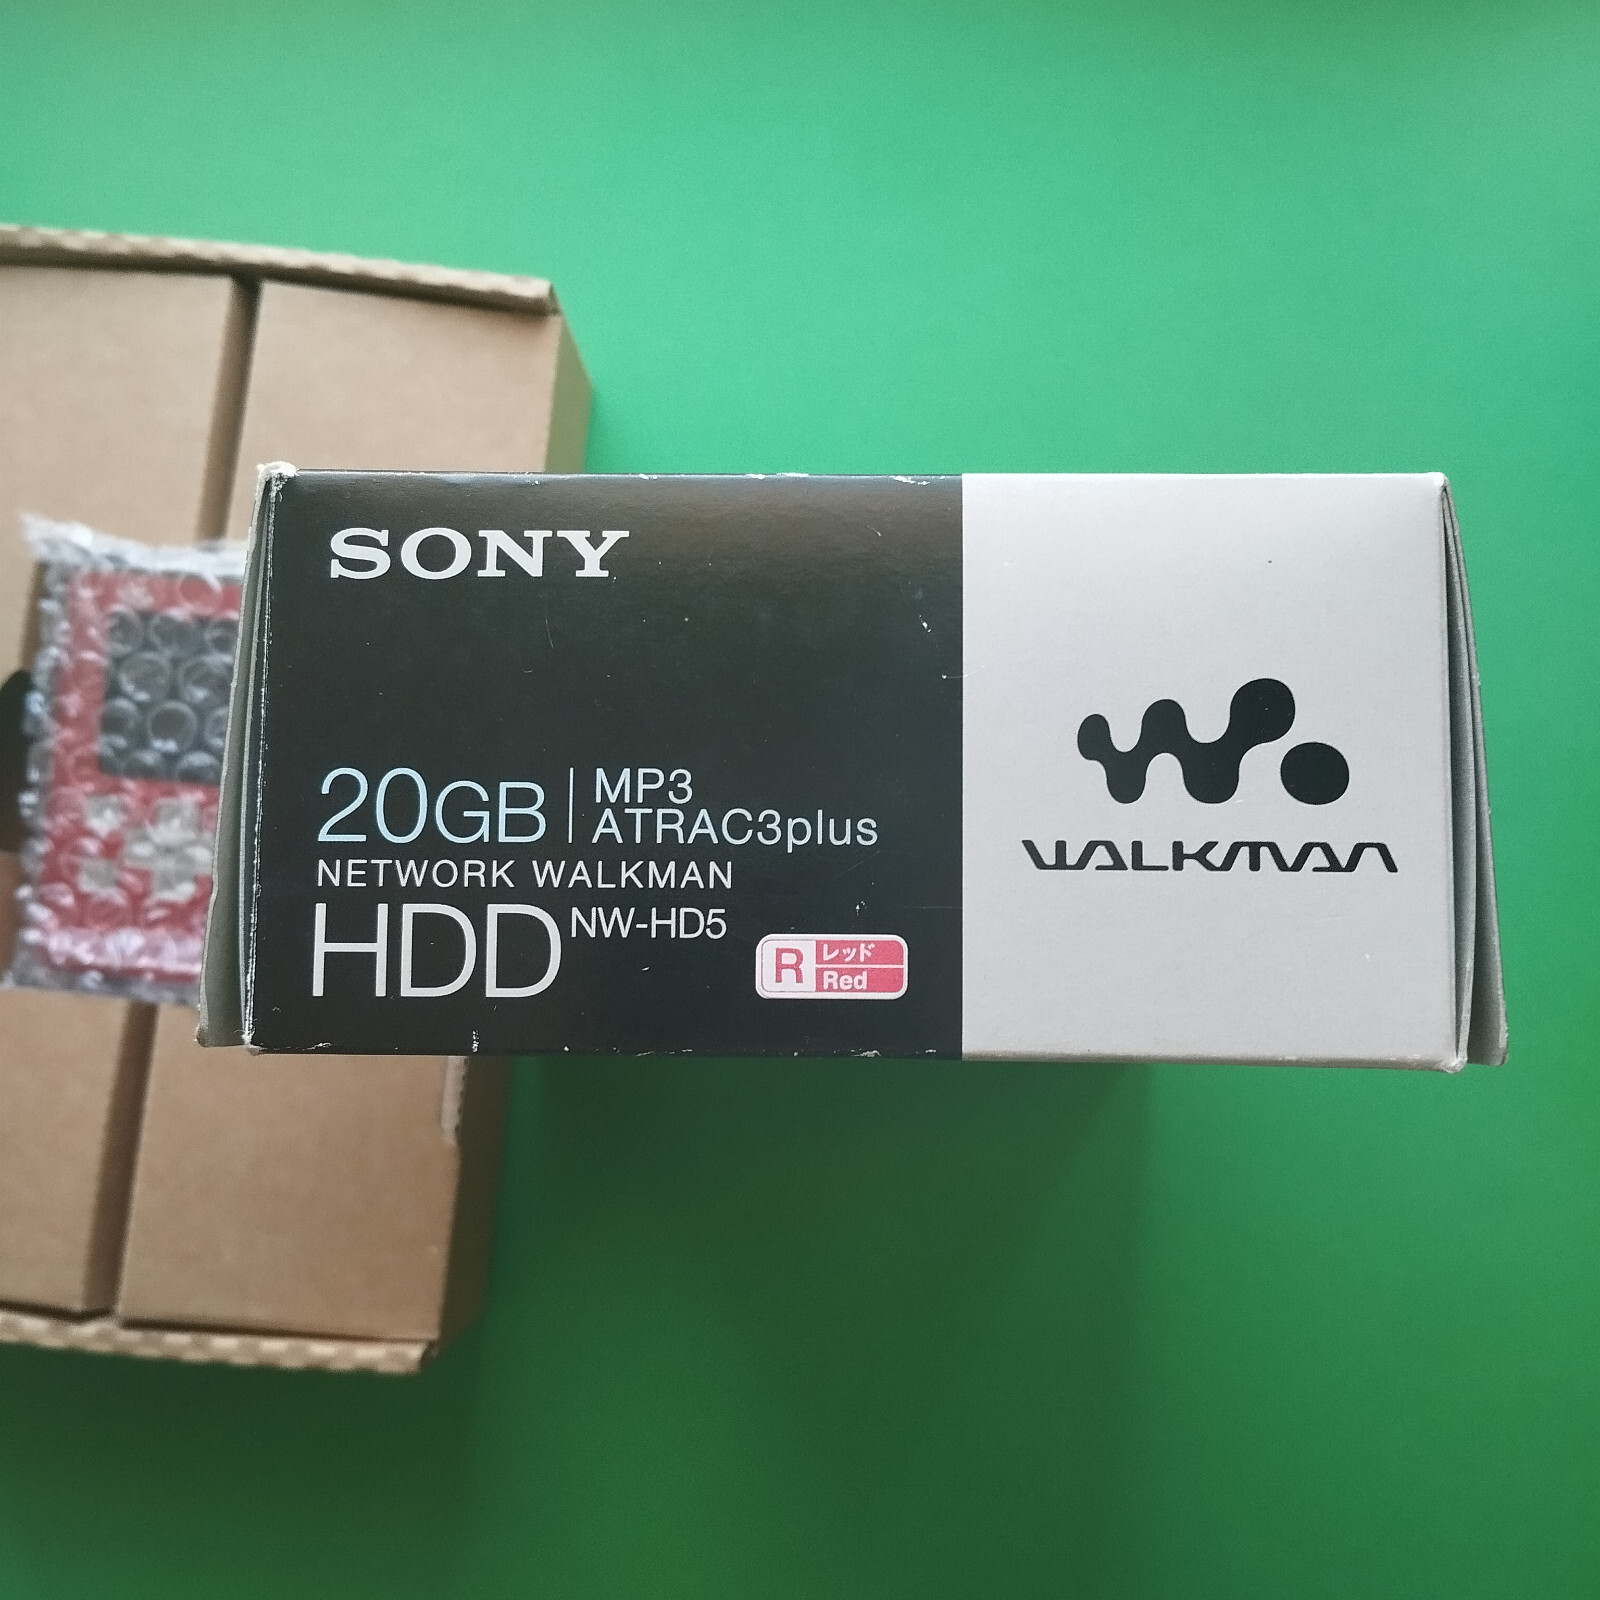 SONY
20GB
MP3
ATRAC3plus
NETWORK WALKMAN
HDD NW-HD5
R
レッド
Red
WALKMAN